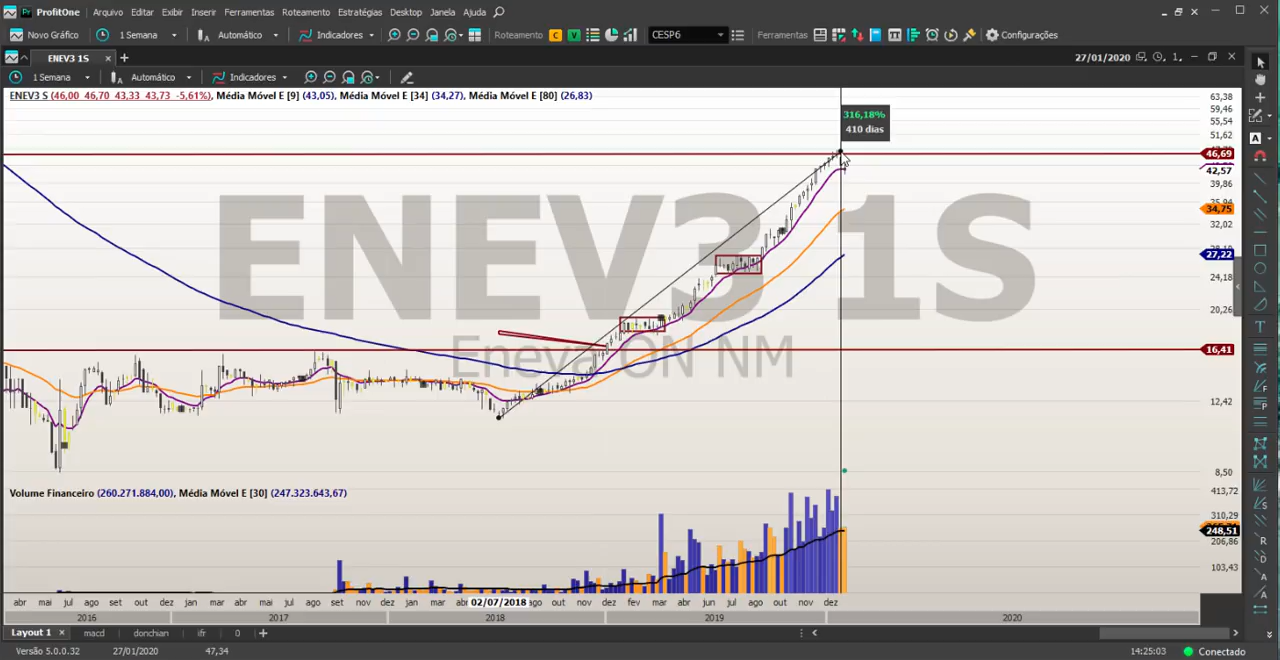 ProfitOne Arquivo Editar Exibir Inserir Ferramentas Roteamento Estratégias Desktop Janela Ajuda
Novo Gráfico 1 Semana Automático Indicadores Roteamento C V CESP6 Ferramentas Configurações
ENEV3 1S 27/01/2020 1
1 Semana Automático Indicadores
ENEV3 S (46,00 46,70 43,33 43,73 -5,61%), Média Móvel E [9] (43,05), Média Móvel E [34] (34,27), Média Móvel E [80] (26,83)
63,38
59,46
55,54
51,62
46,69
42,57
39,86
34,75
32,02
27,22
24,18
20,26
16,41
12,42
8,50
316,18%
410 dias
ENEV3 1S
Eneva ON NM
Volume Financeiro (260.271.884,00), Média Móvel E [30] (247.323.643,67)
413,72
310,29
248,51
206,86
103,43
abr mai jul ago set out dez jan mar abr mai jul ago set nov dez jan mar abr 02/07/2018 ago out nov dez fev mar abr jun jul ago out nov dez
2016 2017 2018 2019 2020
Layout 1 macd donchian ifr 0
Versão 5.0.0.32 27/01/2020 47,34 14:25:03 Conectado